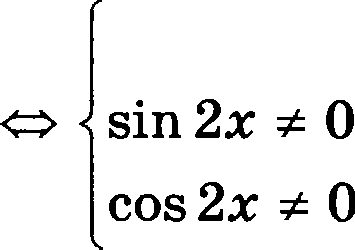 ⇔ { sin 2x ≠ 0
cos 2x ≠ 0